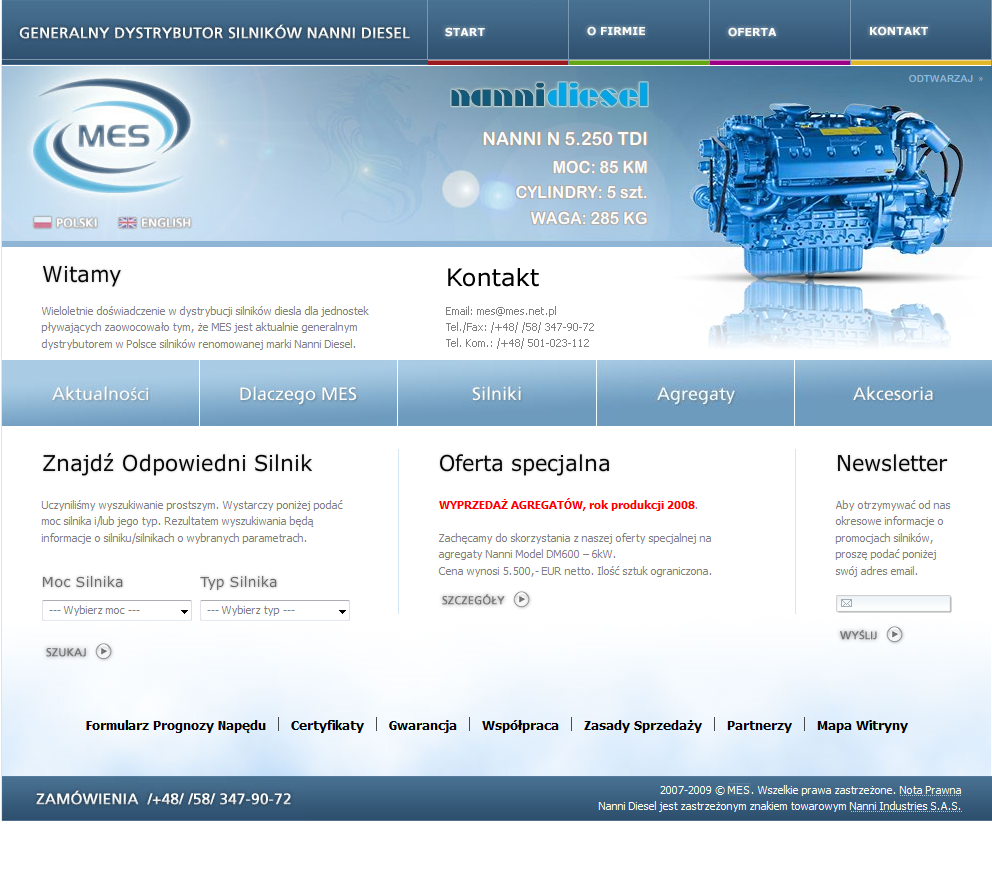 GENERALNY DYSTRYBUTOR SILNIKÓW NANNI DIESEL
START
O FIRMIE
OFERTA
KONTAKT
ODTWARZAJ »
MES
nannidiesel
NANNI N 5.250 TDI
MOC: 85 KM
CYLINDRY: 5 szt.
WAGA: 285 KG
POLSKI
ENGLISH
Witamy
Wieloletnie doświadczenie w dystrybucji silników diesla dla jednostek
pływających zaowocowało tym, że MES jest aktualnie generalnym
dystrybutorem w Polsce silników renomowanej marki Nanni Diesel.
Kontakt
Email: mes@mes.net.pl
Tel./Fax: /+48/ /58/ 347-90-72
Tel. Kom.: /+48/ 501-023-112
Aktualności
Dlaczego MES
Silniki
Agregaty
Akcesoria
Znajdź Odpowiedni Silnik
Uczyniliśmy wyszukiwanie prostszym. Wystarczy poniżej podać
moc silnika i/lub jego typ. Rezultatem wyszukiwania będą
informacje o silniku/silnikach o wybranych parametrach.
Moc Silnika
Typ Silnika
--- Wybierz moc ---
--- Wybierz typ ---
SZUKAJ
Oferta specjalna
WYPRZEDAŻ AGREGATÓW, rok produkcji 2008.
Zachęcamy do skorzystania z naszej oferty specjalnej na
agregaty Nanni Model DM600 – 6kW.
Cena wynosi 5.500,- EUR netto. Ilość sztuk ograniczona.
SZCZEGÓŁY
Newsletter
Aby otrzymywać od nas
okresowe informacje o
promocjach silników,
proszę podać poniżej
swój adres email.
WYŚLIJ
Formularz Prognozy Napędu
Certyfikaty
Gwarancja
Współpraca
Zasady Sprzedaży
Partnerzy
Mapa Witryny
ZAMÓWIENIA /+48/ /58/ 347-90-72
2007-2009 © MES. Wszelkie prawa zastrzeżone. Nota Prawna
Nanni Diesel jest zastrzeżonym znakiem towarowym Nanni Industries S.A.S.